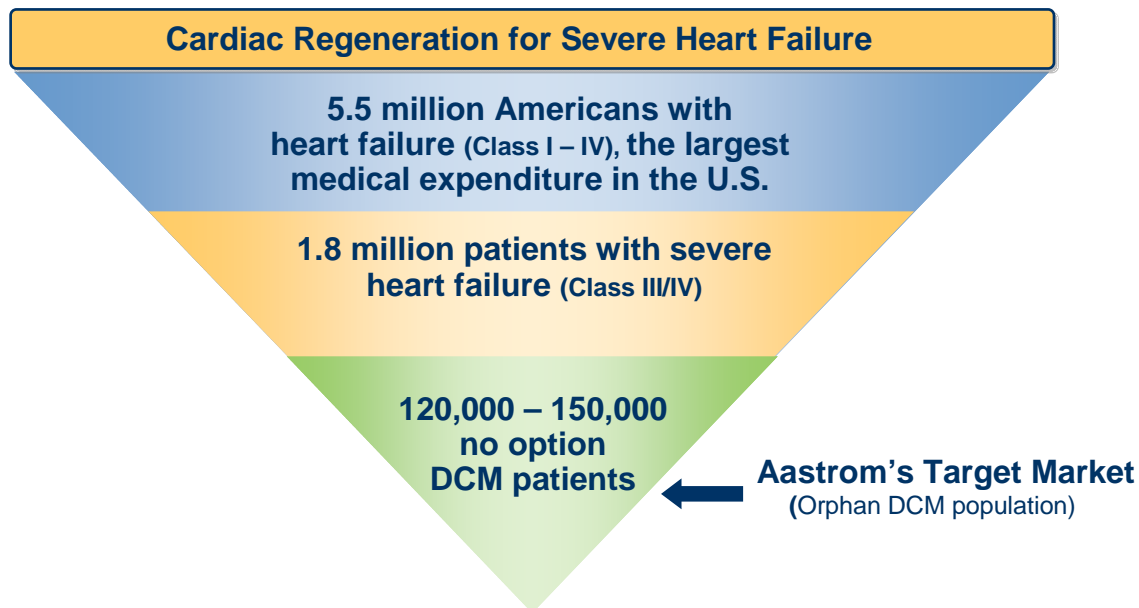 Cardiac Regeneration for Severe Heart Failure
5.5 million Americans with
heart failure (Class I – IV), the largest
medical expenditure in the U.S.
1.8 million patients with severe
heart failure (Class III/IV)
120,000 – 150,000
no option
DCM patients
Aastrom's Target Market
(Orphan DCM population)